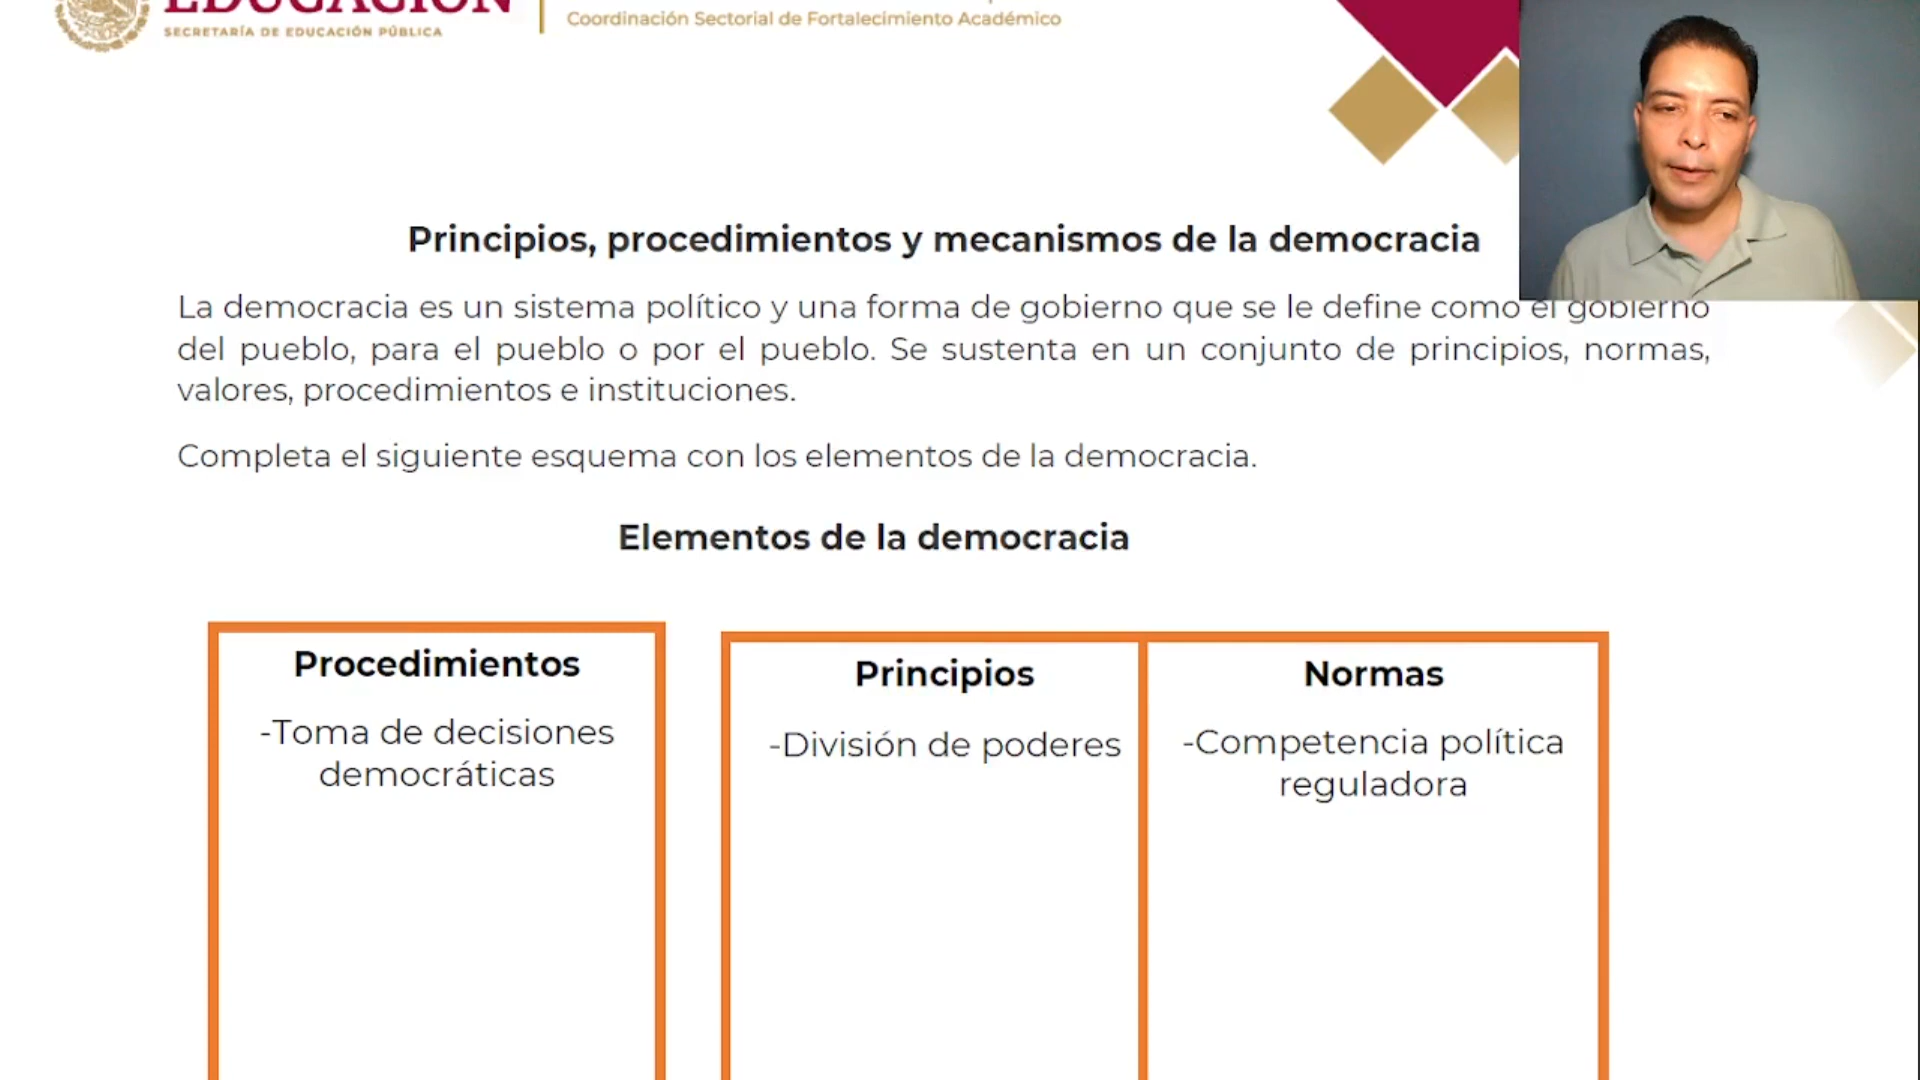 EDUCACIÓN
SECRETARÍA DE EDUCACIÓN PÚBLICA
Coordinación Sectorial de Fortalecimiento Académico
Principios, procedimientos y mecanismos de la democracia
La democracia es un sistema político y una forma de gobierno que se le define como el gobierno
del pueblo, para el pueblo o por el pueblo. Se sustenta en un conjunto de principios, normas,
valores, procedimientos e instituciones.
Completa el siguiente esquema con los elementos de la democracia.
Elementos de la democracia
Procedimientos
-Toma de decisiones
democráticas
Principios
-División de poderes
Normas
-Competencia política
reguladora